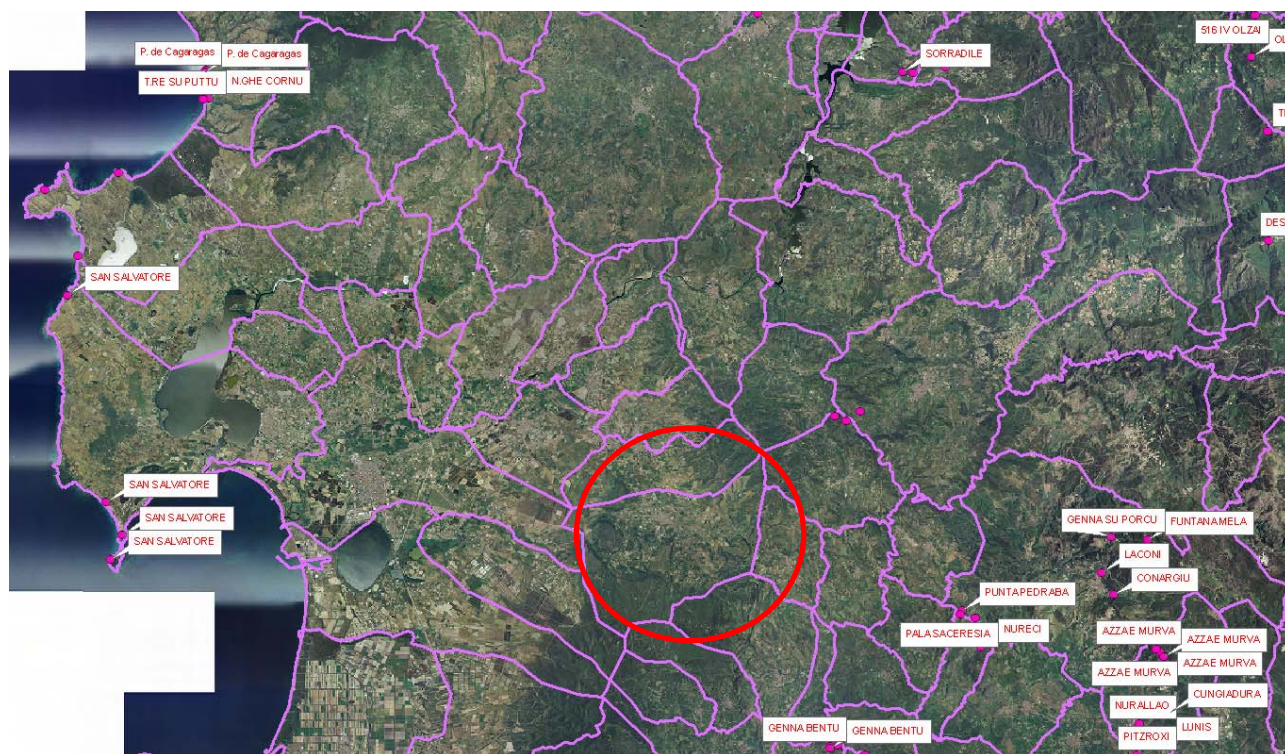 516 IV OLZAI
P. de Cagaragas
P. de Cagaragas
SORRADILE
OL
T.RE SU PUTTU
N.GHE CORNU
DES
SAN SALVATORE
SAN SALVATORE
SAN SALVATORE
SAN SALVATORE
GENNA SU PORCU
FUNTANAMELA
LACONI
CONARGIU
PUNTAPEDRABA
PALASACERESIA
NURECI
AZZAE MURVA
AZZAE MURVA
AZZAE MURVA
AZZAE MURVA
CUNGIADURA
NURALLAO
LUNIS
PITZROXI
GENNA BENTU
GENNA BENTU